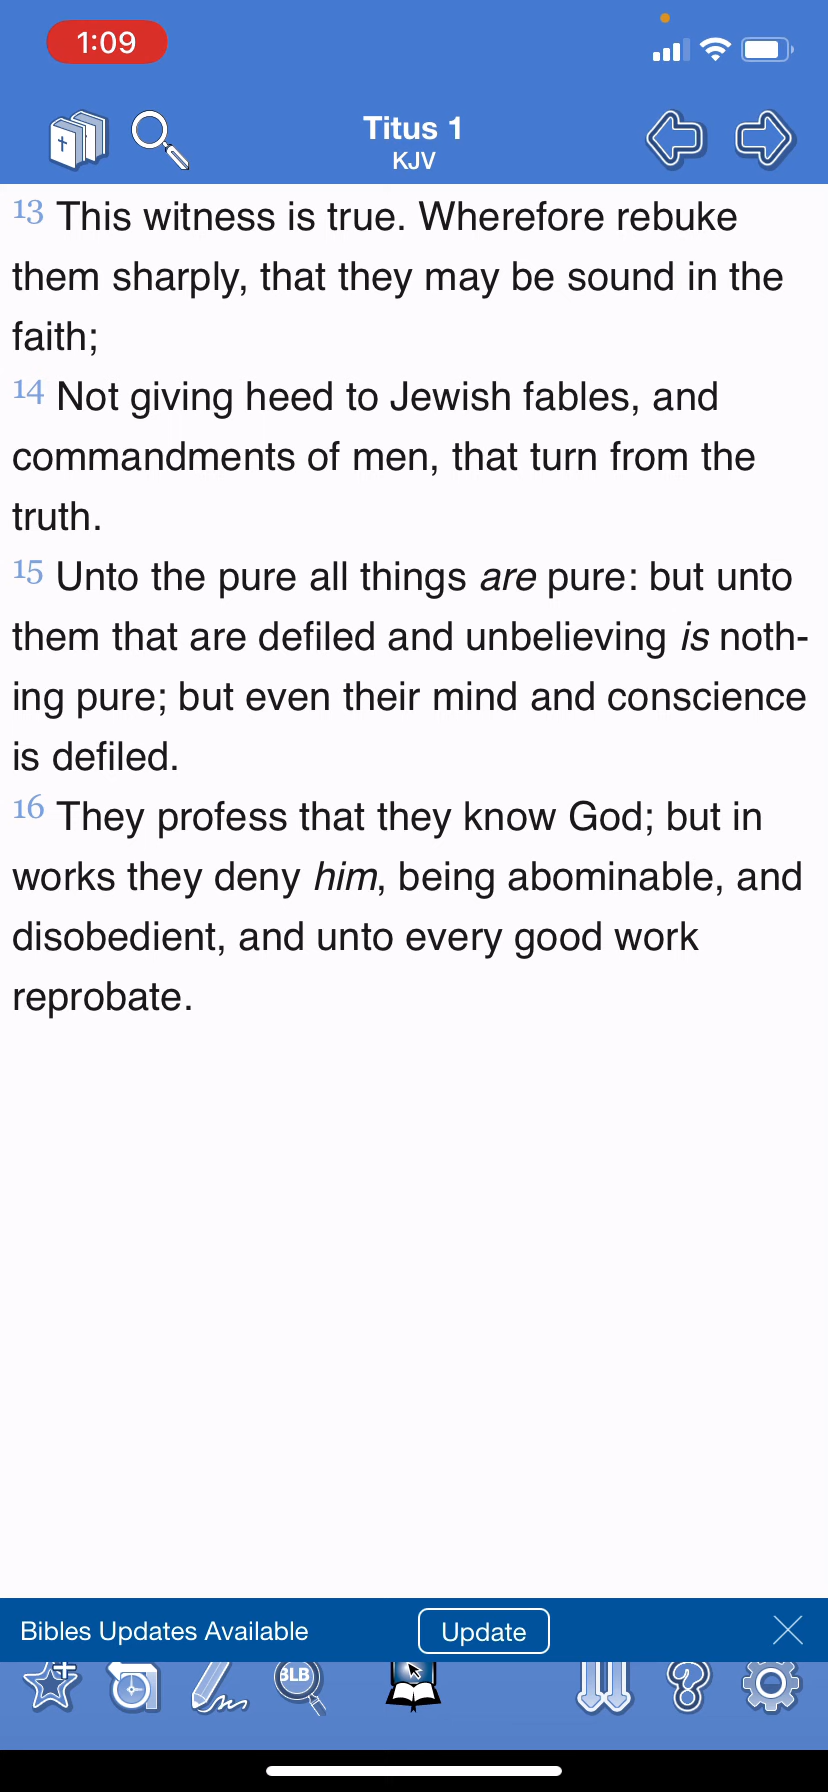 1:09
Titus 1
KJV
13 This witness is true. Wherefore rebuke
them sharply, that they may be sound in the
faith;
14 Not giving heed to Jewish fables, and
commandments of men, that turn from the
truth.
15 Unto the pure all things are pure: but unto
them that are defiled and unbelieving is noth-
ing pure; but even their mind and conscience
is defiled.
16 They profess that they know God; but in
works they deny him, being abominable, and
disobedient, and unto every good work
reprobate.
Bibles Updates Available
Update
BLB